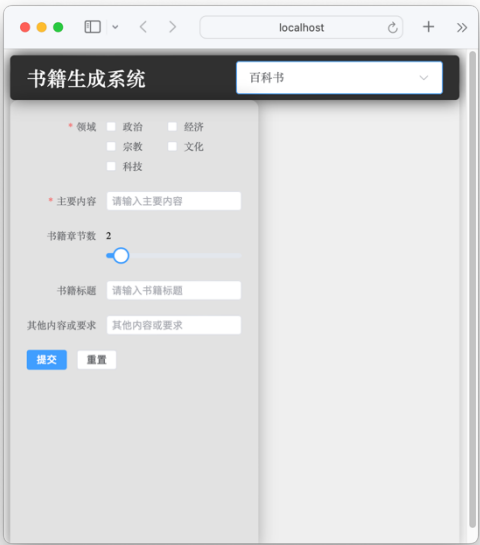 localhost
书籍生成系统 百科书
* 领域 政治 经济
宗教 文化
科技
* 主要内容 请输入主要内容
书籍章节数 2
书籍标题 请输入书籍标题
其他内容或要求 其他内容或要求
提交 重置